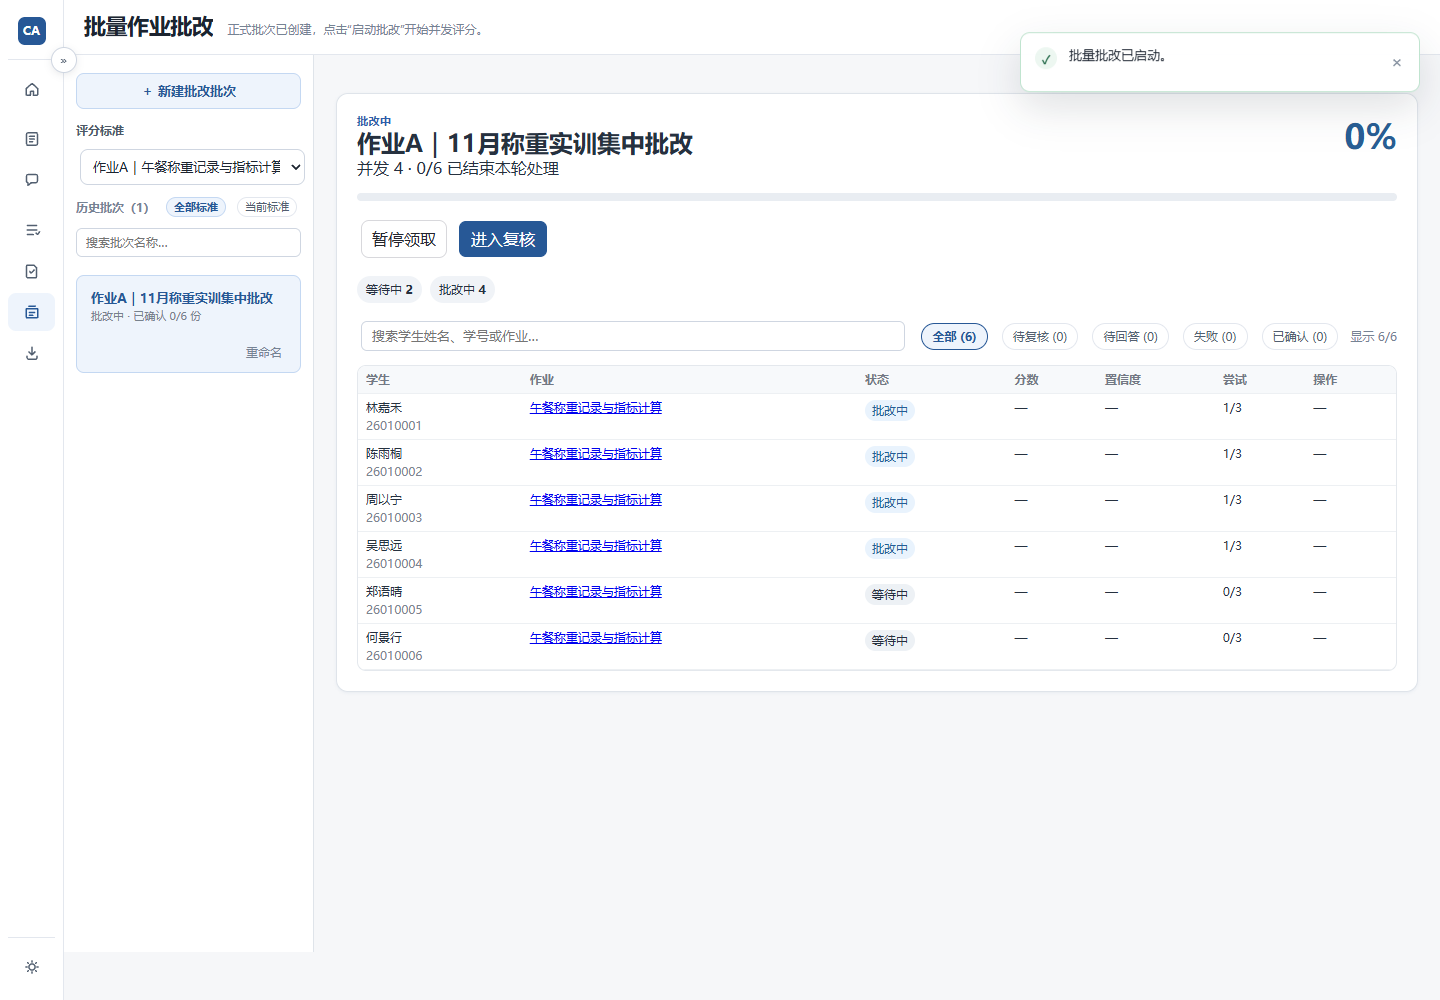 CA
批量作业批改
正式批次已创建，点击“启动批改”开始并发评分。
»
✓ 批量批改已启动。 ×
+ 新建批改批次
评分标准
作业A｜午餐称重记录与指标计算
历史批次（1） 全部标准 当前标准
搜索批次名称...
作业A｜11月称重实训集中批改
批改中 · 已确认 0/6 份
重命名
批改中
作业A｜11月称重实训集中批改
并发 4 · 0/6 已结束本轮处理
0%
暂停领取 进入复核
等待中 2 批改中 4
搜索学生姓名、学号或作业... 全部 (6) 待复核 (0) 待回答 (0) 失败 (0) 已确认 (0) 显示 6/6
学生 作业 状态 分数 置信度 尝试 操作
林嘉禾 午餐称重记录与指标计算 批改中 — — 1/3 —
26010001
陈雨桐 午餐称重记录与指标计算 批改中 — — 1/3 —
26010002
周以宁 午餐称重记录与指标计算 批改中 — — 1/3 —
26010003
吴思远 午餐称重记录与指标计算 批改中 — — 1/3 —
26010004
郑语晴 午餐称重记录与指标计算 等待中 — — 0/3 —
26010005
何景行 午餐称重记录与指标计算 等待中 — — 0/3 —
26010006